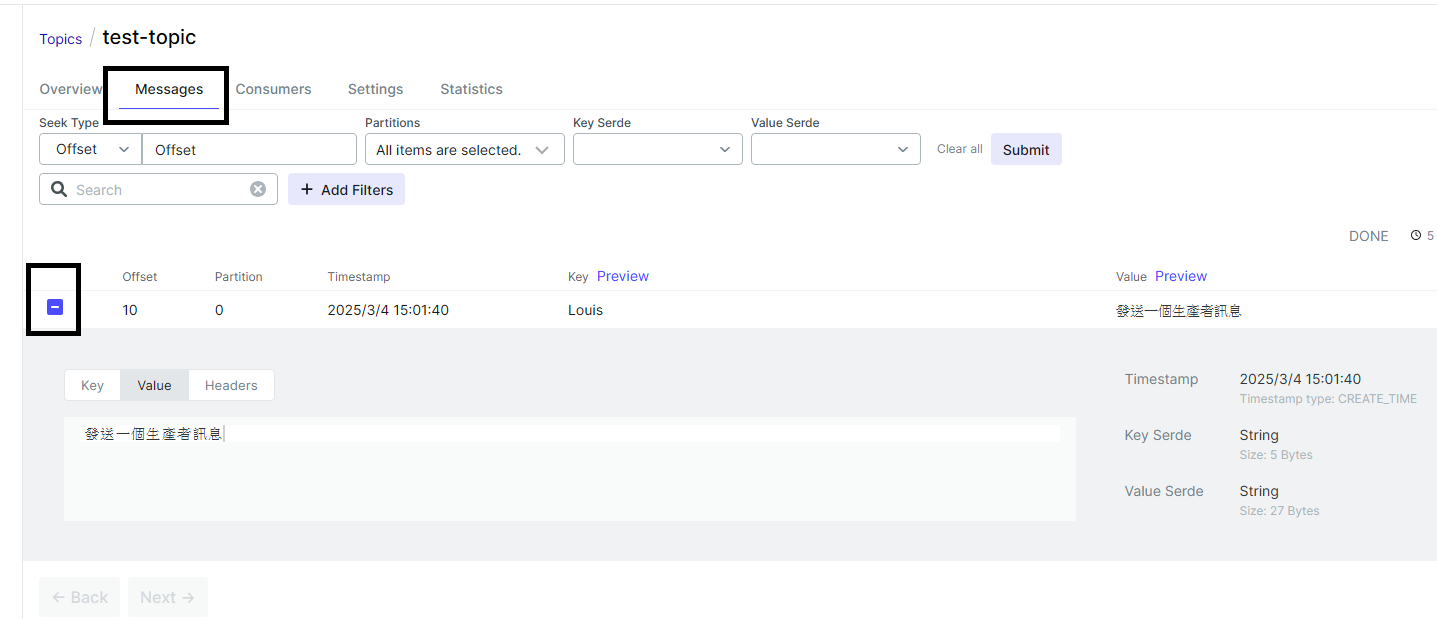 Topics / test-topic
Overview Messages Consumers Settings Statistics
Seek Type Partitions Key Serde Value Serde
Offset Offset All items are selected. Clear all Submit
Search + Add Filters
DONE 5
Offset Partition Timestamp Key Preview Value Preview
10 0 2025/3/4 15:01:40 Louis 發送一個生產者訊息
Key Value Headers
發送一個生產者訊息
Timestamp 2025/3/4 15:01:40
Timestamp type: CREATE_TIME
Key Serde String
Size: 5 Bytes
Value Serde String
Size: 27 Bytes
← Back Next →